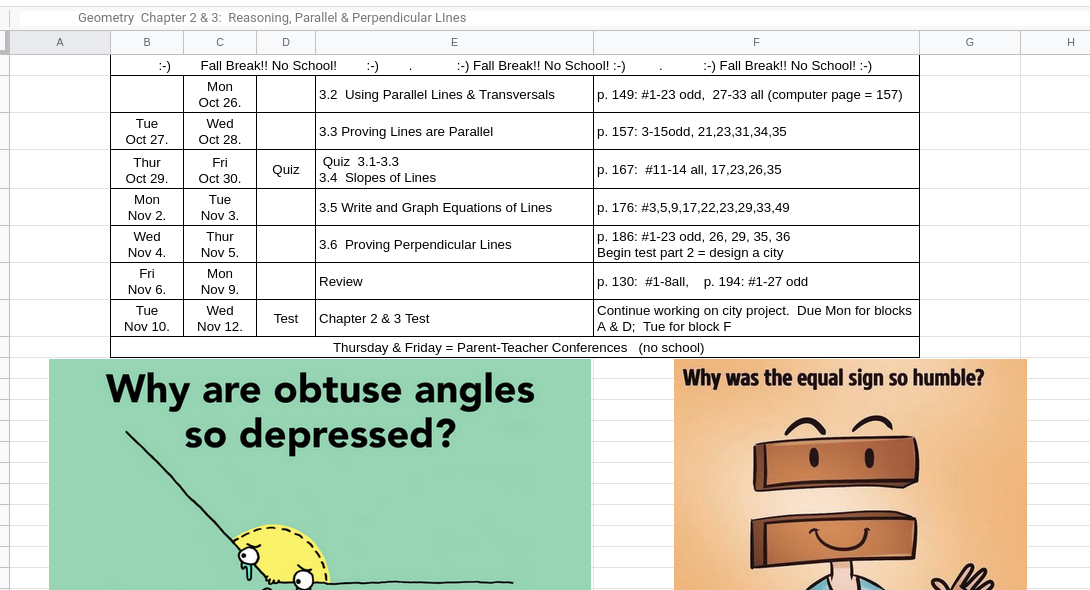 Geometry Chapter 2 & 3: Reasoning, Parallel & Perpendicular LInes
A B C D E F G H
:-) Fall Break!! No School! :-) . :-) Fall Break!! No School! :-) . :-) Fall Break!! No School! :-)
Mon
Oct 26.
3.2 Using Parallel Lines & Transversals
p. 149: #1-23 odd, 27-33 all (computer page = 157)
Tue
Oct 27.
Wed
Oct 28.
3.3 Proving Lines are Parallel
p. 157: 3-15odd, 21,23,31,34,35
Thur
Oct 29.
Fri
Oct 30.
Quiz
Quiz 3.1-3.3
3.4 Slopes of Lines
p. 167: #11-14 all, 17,23,26,35
Mon
Nov 2.
Tue
Nov 3.
3.5 Write and Graph Equations of Lines
p. 176: #3,5,9,17,22,23,29,33,49
Wed
Nov 4.
Thur
Nov 5.
3.6 Proving Perpendicular Lines
p. 186: #1-23 odd, 26, 29, 35, 36
Begin test part 2 = design a city
Fri
Nov 6.
Mon
Nov 9.
Review
p. 130: #1-8all, p. 194: #1-27 odd
Tue
Nov 10.
Wed
Nov 12.
Test
Chapter 2 & 3 Test
Continue working on city project. Due Mon for blocks
A & D; Tue for block F
Thursday & Friday = Parent-Teacher Conferences (no school)
Why are obtuse angles
so depressed?
Why was the equal sign so humble?